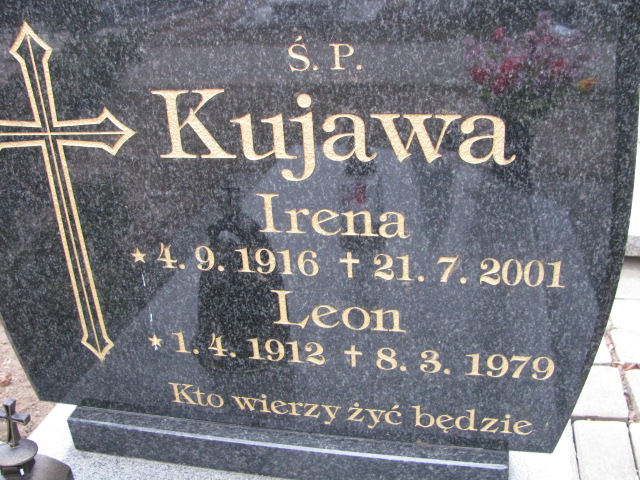 Ś. P.
Kujawa
Irena
* 4. 9. 1916 † 21. 7. 2001
Leon
* 1. 4. 1912 † 8. 3. 1979
Kto wierzy żyć będzie